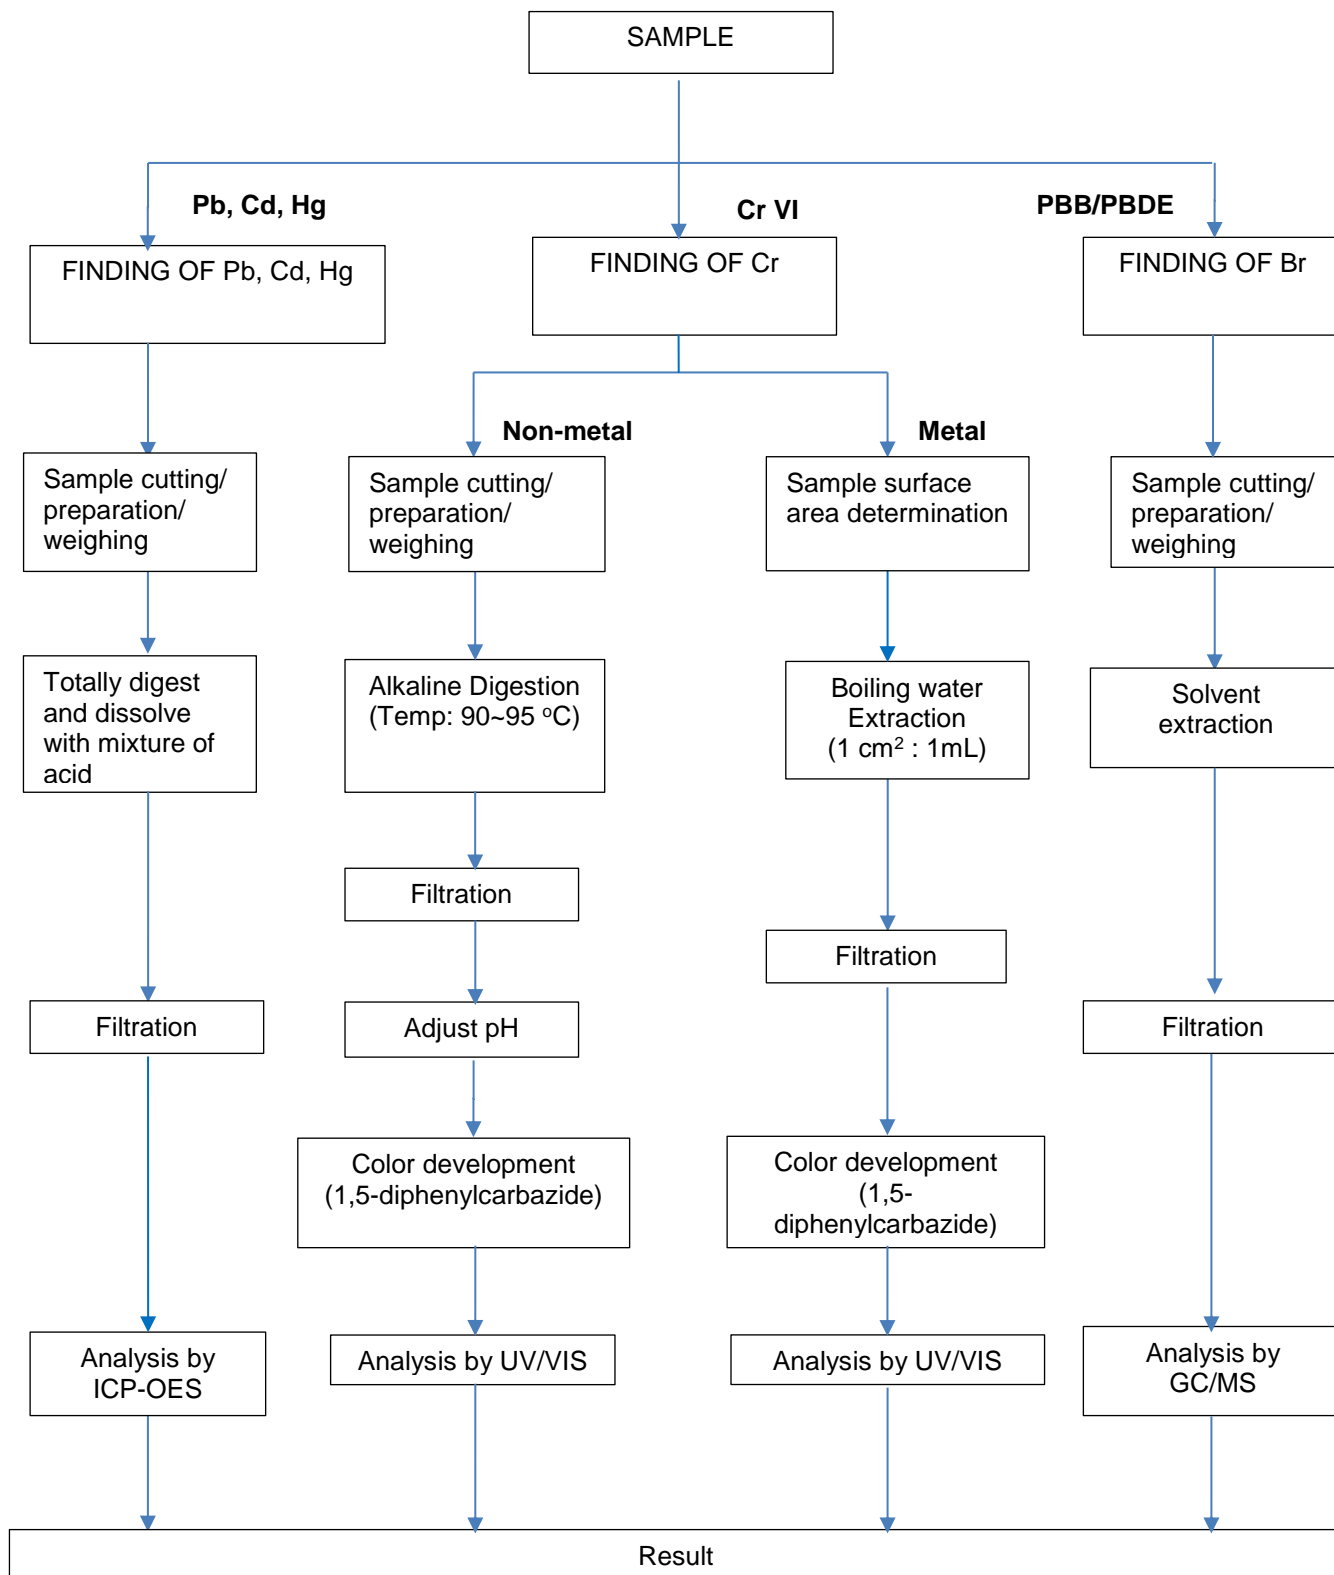 SAMPLE
Pb, Cd, Hg
Cr VI
PBB/PBDE
FINDING OF Pb, Cd, Hg
FINDING OF Cr
FINDING OF Br
Non-metal
Metal
Sample cutting/
preparation/
weighing
Sample cutting/
preparation/
weighing
Sample surface
area determination
Sample cutting/
preparation/
weighing
Totally digest
and dissolve
with mixture of
acid
Alkaline Digestion
(Temp: 90~95 °C)
Boiling water
Extraction
(1 cm² : 1mL)
Solvent
extraction
Filtration
Filtration
Filtration
Adjust pH
Filtration
Color development
(1,5-diphenylcarbazide)
Color development
(1,5-
diphenylcarbazide)
Analysis by
ICP-OES
Analysis by UV/VIS
Analysis by UV/VIS
Analysis by
GC/MS
Result